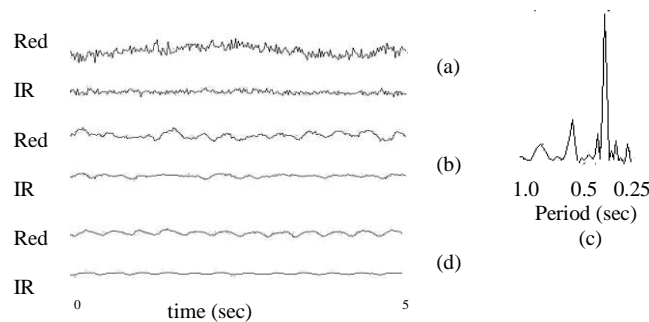 Red
(a)
IR
Red
(b)
IR
1.0 0.5 0.25
Period (sec)
(c)
Red
(d)
IR
0 5
time (sec)